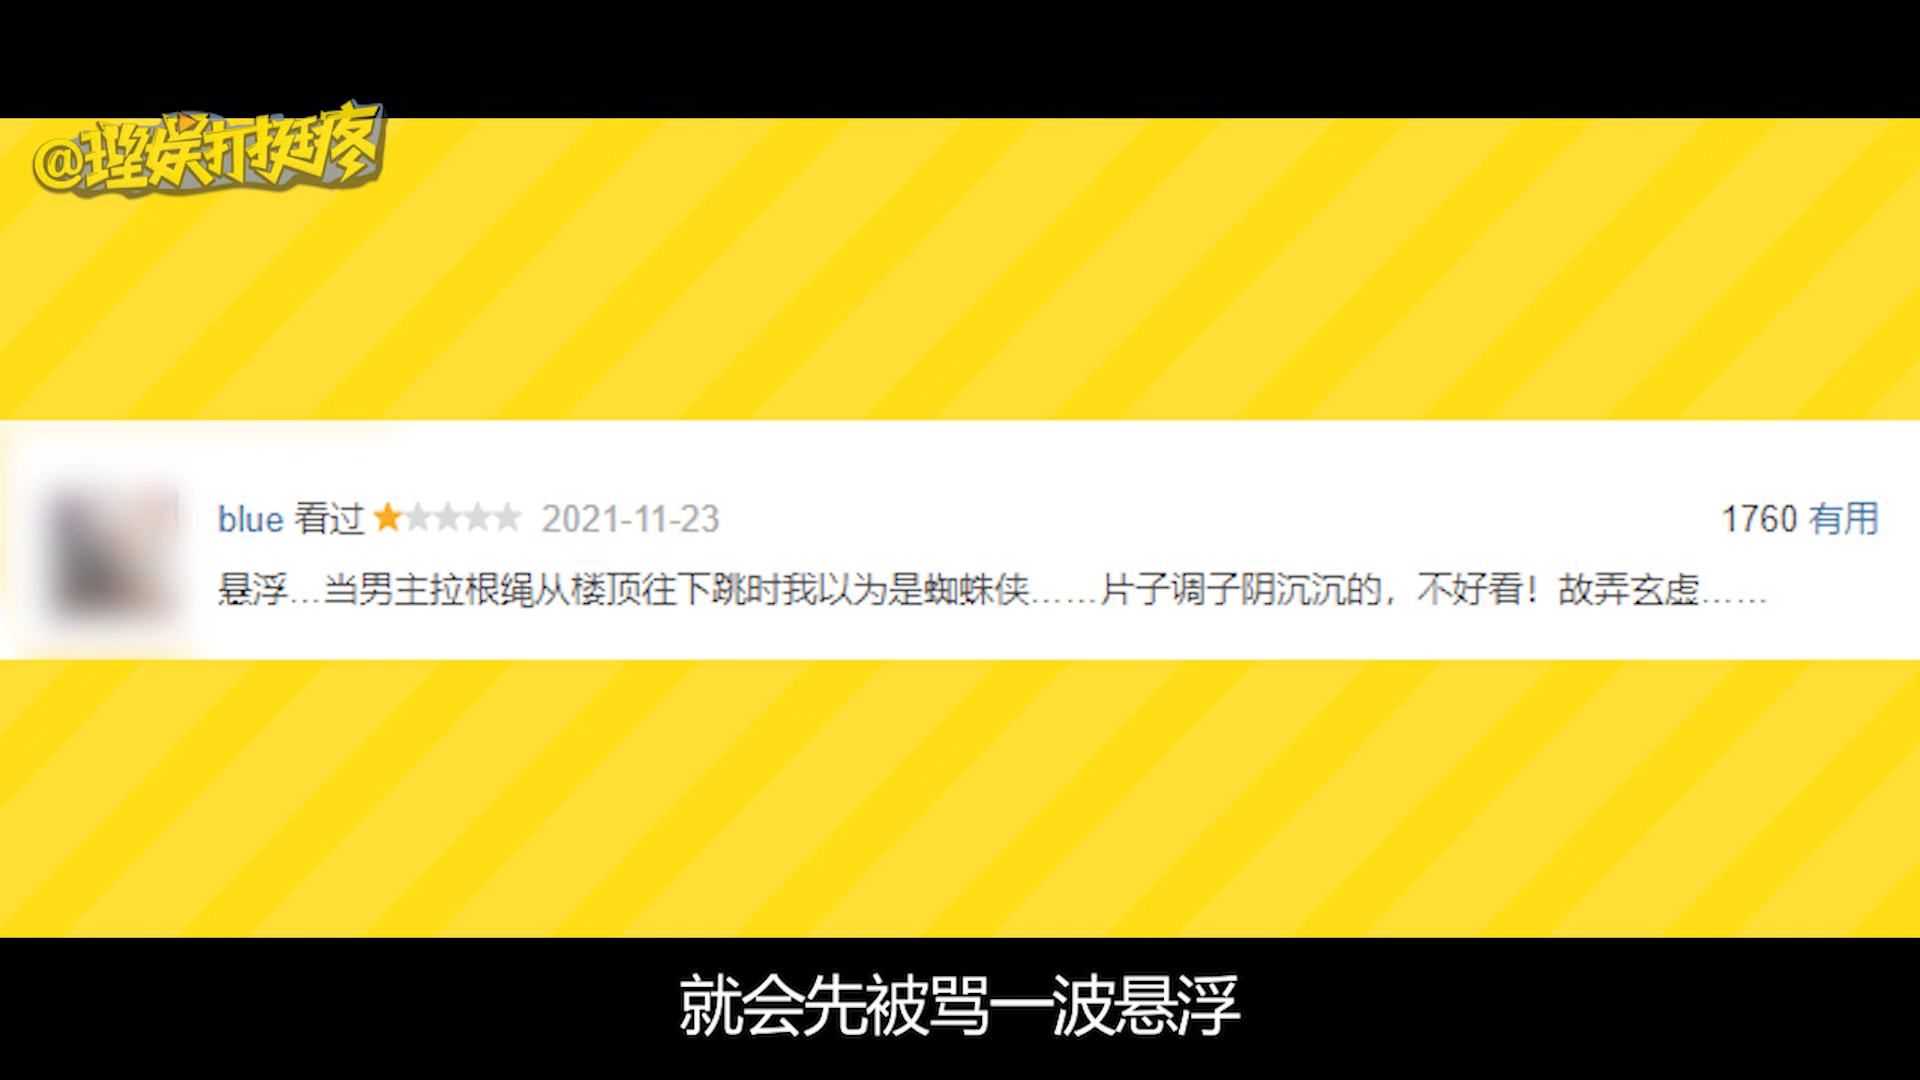 @理娱打挺疼
blue 看过 2021-11-23
1760 有用
悬浮...当男主拉根绳从楼顶往下跳时我以为是蜘蛛侠......片子调子阴沉沉的，不好看！故弄玄虚......
就会先被骂一波悬浮